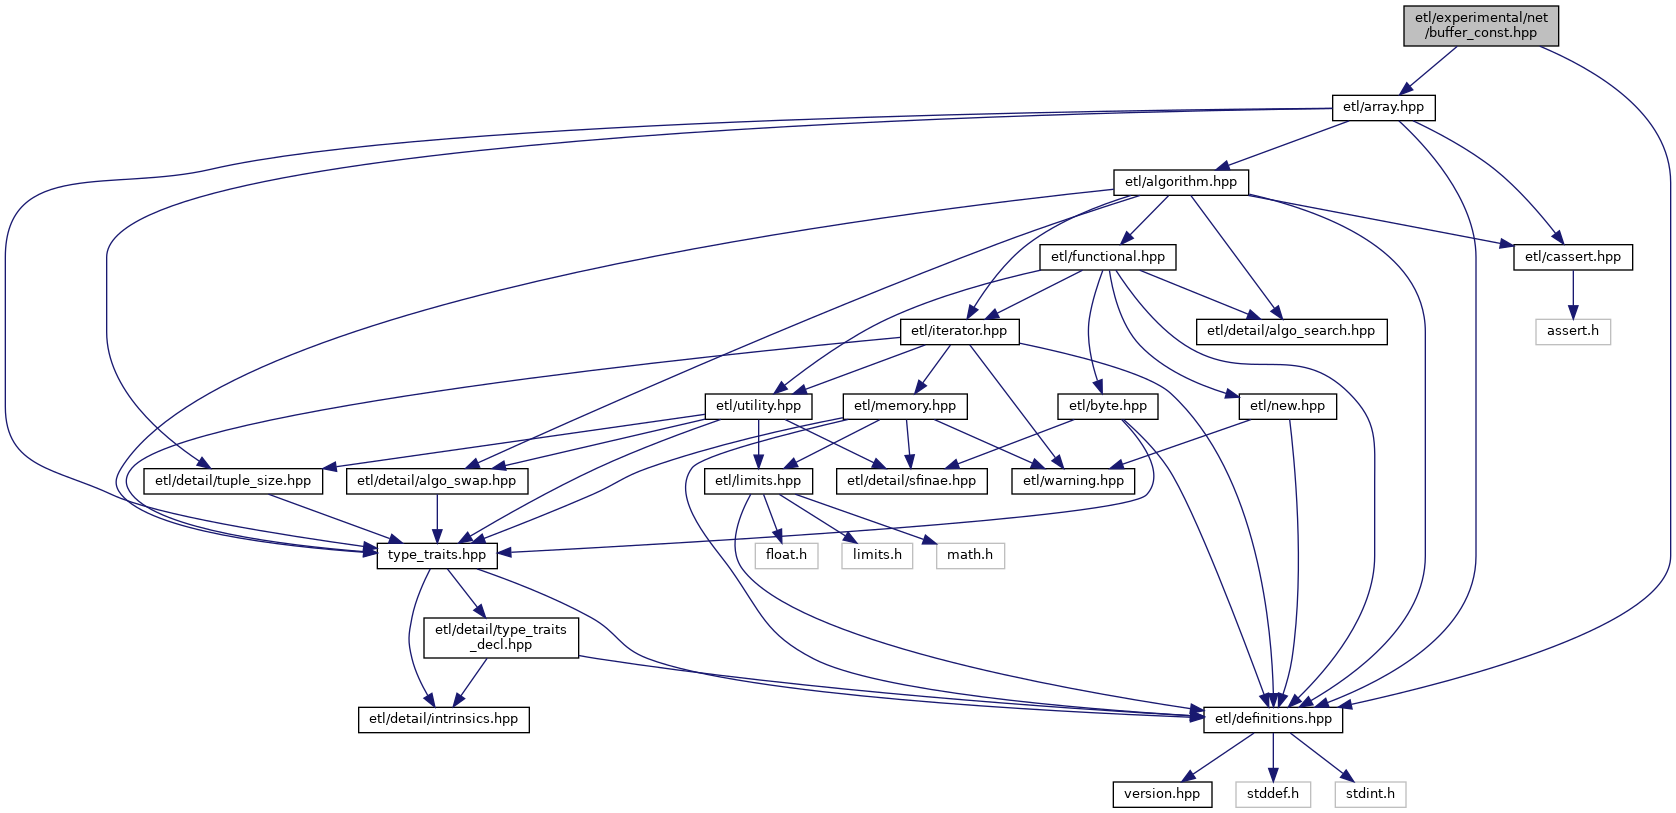 etl/experimental/net
/buffer_const.hpp
etl/array.hpp
etl/algorithm.hpp
etl/functional.hpp
etl/cassert.hpp
etl/iterator.hpp
etl/detail/algo_search.hpp
assert.h
etl/utility.hpp
etl/memory.hpp
etl/byte.hpp
etl/new.hpp
etl/detail/tuple_size.hpp
etl/detail/algo_swap.hpp
etl/limits.hpp
etl/detail/sfinae.hpp
etl/warning.hpp
type_traits.hpp
float.h
limits.h
math.h
etl/detail/type_traits
_decl.hpp
etl/detail/intrinsics.hpp
etl/definitions.hpp
version.hpp
stddef.h
stdint.h